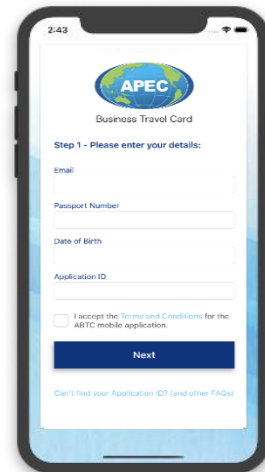 2:43
APEC
Business Travel Card
Step 1 - Please enter your details:
Email
Passport Number
Date of Birth
Application ID
I accept the Terms and Conditions for the
ABTC mobile application.
Next
Can't find your Application ID? (and other FAQs)